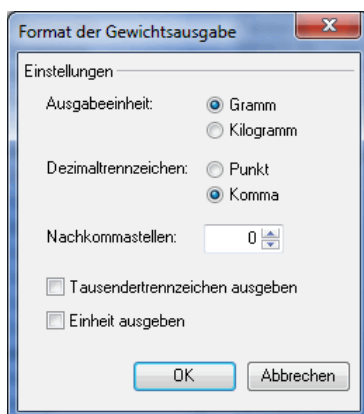 Format der Gewichtsausgabe
Einstellungen
Ausgabeeinheit: Gramm
Kilogramm
Dezimaltrennzeichen: Punkt
Komma
Nachkommastellen: 0
Tausendertrennzeichen ausgeben
Einheit ausgeben
OK Abbrechen